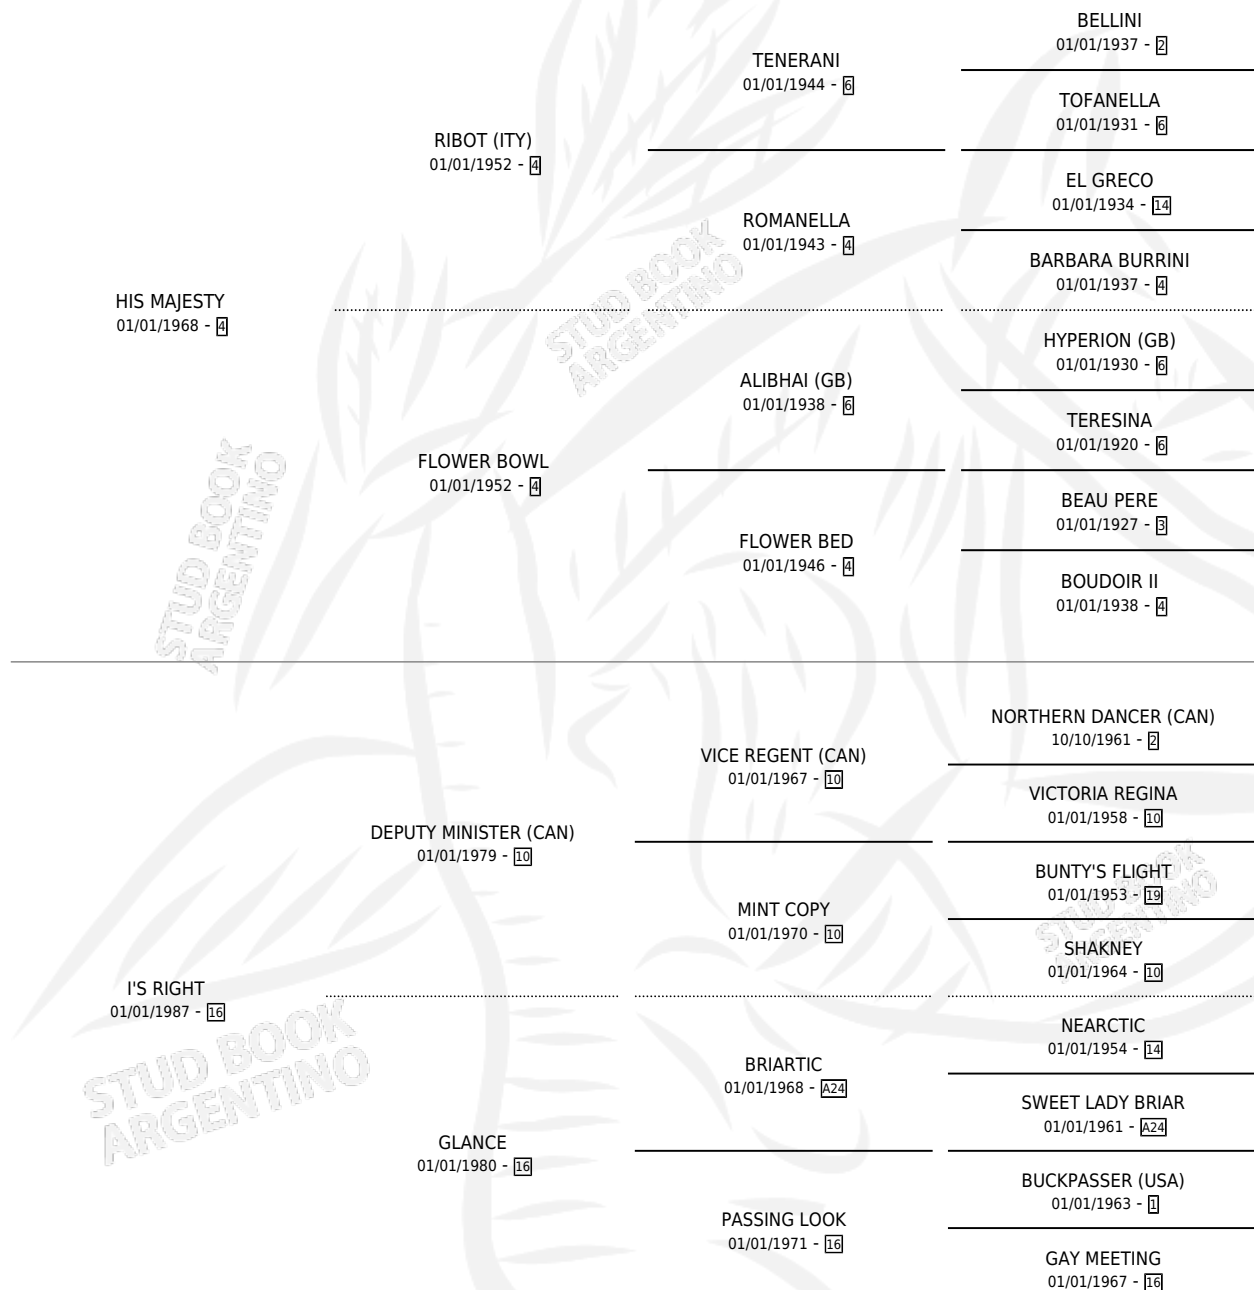 BELLINI
01/01/1937 - 2
TENERANI
01/01/1944 - 6
TOFANELLA
01/01/1931 - 6
RIBOT (ITY)
01/01/1952 - 4
EL GRECO
01/01/1934 - 14
ROMANELLA
01/01/1943 - 4
BARBARA BURRINI
01/01/1937 - 4
HIS MAJESTY
01/01/1968 - 4
HYPERION (GB)
01/01/1930 - 6
ALIBHAI (GB)
01/01/1938 - 6
TERESINA
01/01/1920 - 6
FLOWER BOWL
01/01/1952 - 4
BEAU PERE
01/01/1927 - 3
FLOWER BED
01/01/1946 - 4
BOUDOIR II
01/01/1938 - 4
NORTHERN DANCER (CAN)
10/10/1961 - 2
VICE REGENT (CAN)
01/01/1967 - 10
VICTORIA REGINA
01/01/1958 - 10
DEPUTY MINISTER (CAN)
01/01/1979 - 10
BUNTY'S FLIGHT
01/01/1953 - 19
MINT COPY
01/01/1970 - 10
SHAKNEY
01/01/1964 - 10
I'S RIGHT
01/01/1987 - 16
NEARCTIC
01/01/1954 - 14
BRIARTIC
01/01/1968 - A24
SWEET LADY BRIAR
01/01/1961 - A24
GLANCE
01/01/1980 - 16
BUCKPASSER (USA)
01/01/1963 - 1
PASSING LOOK
01/01/1971 - 16
GAY MEETING
01/01/1967 - 16
STUD BOOK
ARGENTINO
STUD BOOK
ARGENTINO
STUD BOOK
ARGENTINO
STUD BOOK
ARGENTINO